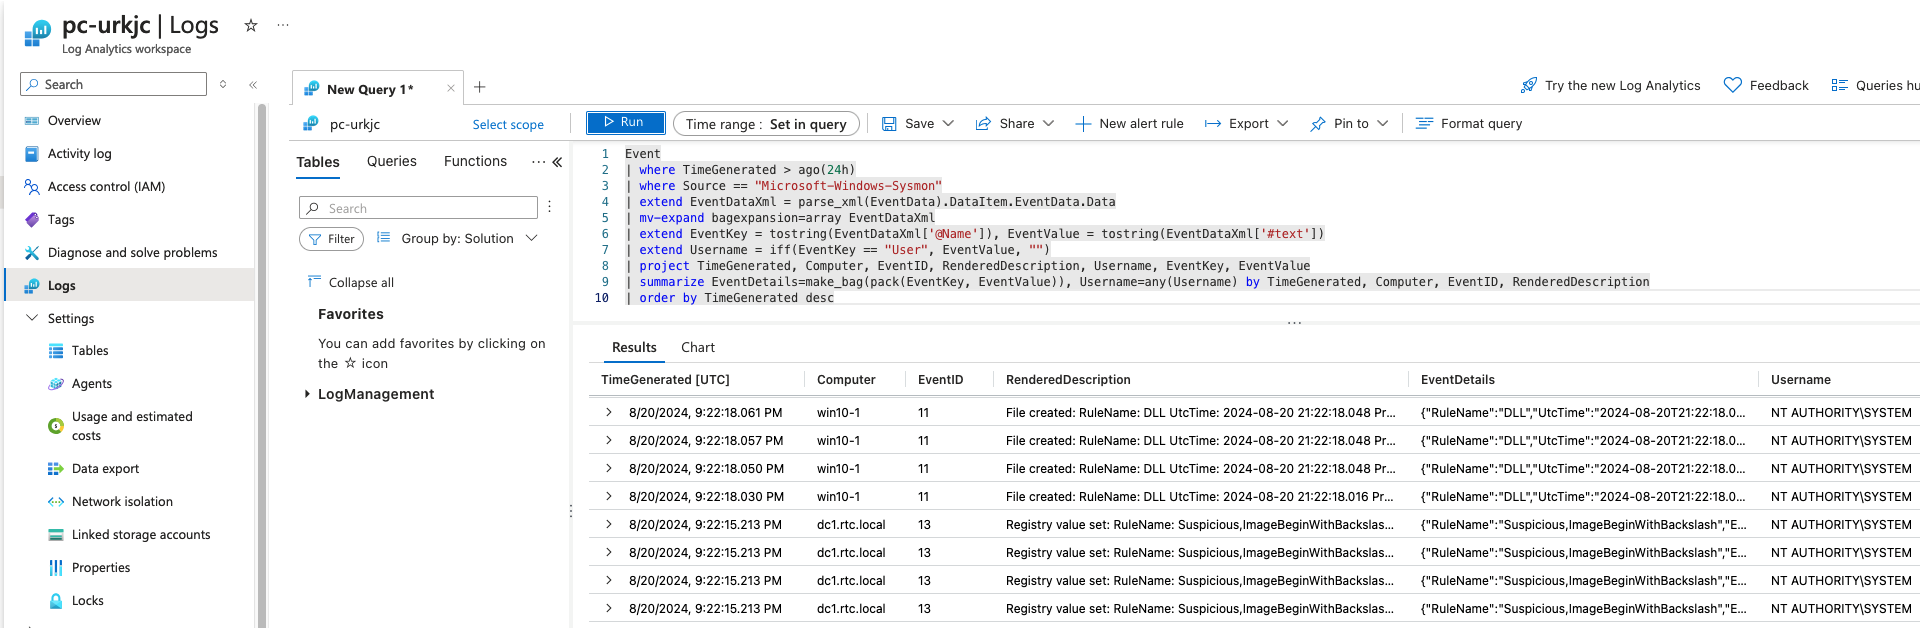 pc-urkjc | Logs
Log Analytics workspace
Search
Overview
Activity log
Access control (IAM)
Tags
Diagnose and solve problems
Logs
Settings
Tables
Agents
Usage and estimated
costs
Data export
Network isolation
Linked storage accounts
Properties
Locks
New Query 1*
Try the new Log Analytics
Feedback
Queries hu
pc-urkjc
Select scope
Run
Time range : Set in query
Save
Share
New alert rule
Export
Pin to
Format query
Tables
Queries
Functions
Search
Filter
Group by: Solution
Collapse all
Favorites
You can add favorites by clicking on
the ☆ icon
LogManagement
1 Event
2 | where TimeGenerated > ago(24h)
3 | where Source == "Microsoft-Windows-Sysmon"
4 | extend EventDataXml = parse_xml(EventData).DataItem.EventData.Data
5 | mv-expand bagexpansion=array EventDataXml
6 | extend EventKey = tostring(EventDataXml['@Name']), EventValue = tostring(EventDataXml['#text'])
7 | extend Username = iff(EventKey == "User", EventValue, "")
8 | project TimeGenerated, Computer, EventID, RenderedDescription, Username, EventKey, EventValue
9 | summarize EventDetails=make_bag(pack(EventKey, EventValue)), Username=any(Username) by TimeGenerated, Computer, EventID, RenderedDescription
10 | order by TimeGenerated desc
Results
Chart
TimeGenerated [UTC] Computer EventID RenderedDescription EventDetails Username
8/20/2024, 9:22:18.061 PM win10-1 11 File created: RuleName: DLL UtcTime: 2024-08-20 21:22:18.048 Pr... {"RuleName":"DLL","UtcTime":"2024-08-20T21:22:18.0... NT AUTHORITY\SYSTEM
8/20/2024, 9:22:18.057 PM win10-1 11 File created: RuleName: DLL UtcTime: 2024-08-20 21:22:18.048 Pr... {"RuleName":"DLL","UtcTime":"2024-08-20T21:22:18.0... NT AUTHORITY\SYSTEM
8/20/2024, 9:22:18.050 PM win10-1 11 File created: RuleName: DLL UtcTime: 2024-08-20 21:22:18.048 Pr... {"RuleName":"DLL","UtcTime":"2024-08-20T21:22:18.0... NT AUTHORITY\SYSTEM
8/20/2024, 9:22:18.030 PM win10-1 11 File created: RuleName: DLL UtcTime: 2024-08-20 21:22:18.016 Pr... {"RuleName":"DLL","UtcTime":"2024-08-20T21:22:18.0... NT AUTHORITY\SYSTEM
8/20/2024, 9:22:15.213 PM dc1.rtc.local 13 Registry value set: RuleName: Suspicious,ImageBeginWithBackslas... {"RuleName":"Suspicious,ImageBeginWithBackslash","E... NT AUTHORITY\SYSTEM
8/20/2024, 9:22:15.213 PM dc1.rtc.local 13 Registry value set: RuleName: Suspicious,ImageBeginWithBackslas... {"RuleName":"Suspicious,ImageBeginWithBackslash","E... NT AUTHORITY\SYSTEM
8/20/2024, 9:22:15.213 PM dc1.rtc.local 13 Registry value set: RuleName: Suspicious,ImageBeginWithBackslas... {"RuleName":"Suspicious,ImageBeginWithBackslash","E... NT AUTHORITY\SYSTEM
8/20/2024, 9:22:15.213 PM dc1.rtc.local 13 Registry value set: RuleName: Suspicious,ImageBeginWithBackslas... {"RuleName":"Suspicious,ImageBeginWithBackslash","E... NT AUTHORITY\SYSTEM